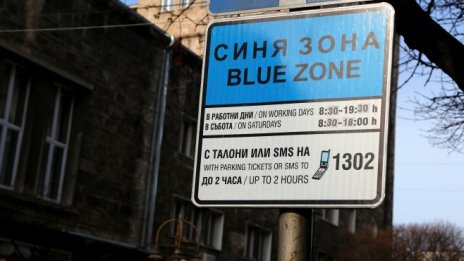 СИНЯ ЗОНА
BLUE ZONE
В РАБОТНИ ДНИ / ON WORKING DAYS 8:30-19:30 h
В СЪБОТА / ON SATURDAYS 8:30-18:00 h
С ТАЛОНИ ИЛИ SMS НА 1302
WITH PARKING TICKETS OR SMS TO
ДО 2 ЧАСА / UP TO 2 HOURS